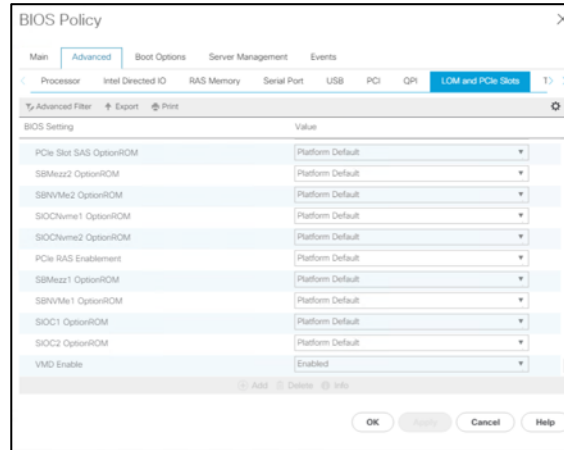 BIOS Policy
Main Advanced Boot Options Server Management Events
Processor Intel Directed IO RAS Memory Serial Port USB PCI QPI LOM and PCIe Slots
Advanced Filter Export Print
BIOS Setting Value
PCIe Slot SAS OptionROM Platform Default
SBMezz2 OptionROM Platform Default
SBNVMe2 OptionROM Platform Default
SIOCNvme1 OptionROM Platform Default
SIOCNvme2 OptionROM Platform Default
PCIe RAS Enablement Platform Default
SBMezz1 OptionROM Platform Default
SBNVMe1 OptionROM Platform Default
SIOC1 OptionROM Platform Default
SIOC2 OptionROM Platform Default
VMD Enable Enabled
Add Delete Info
OK Apply Cancel Help